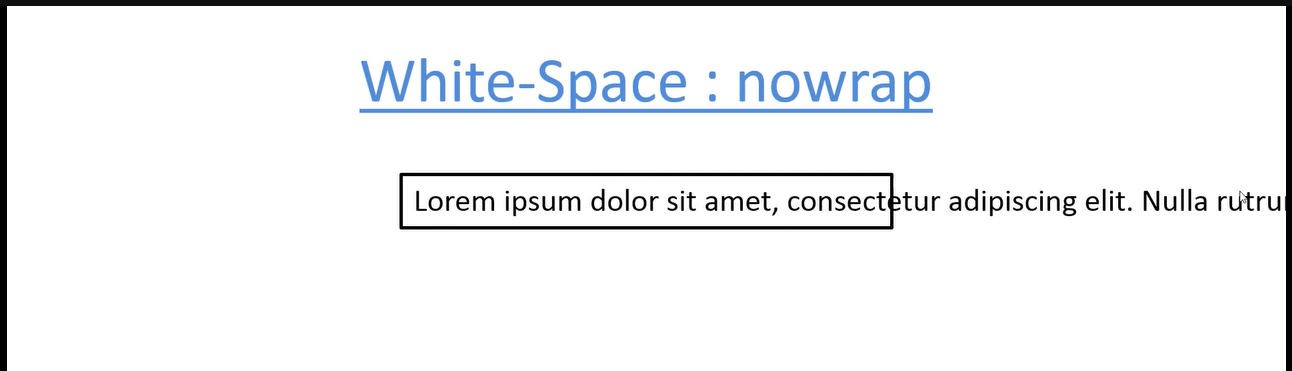 White-Space : nowrap
Lorem ipsum dolor sit amet, consectetur adipiscing elit. Nulla